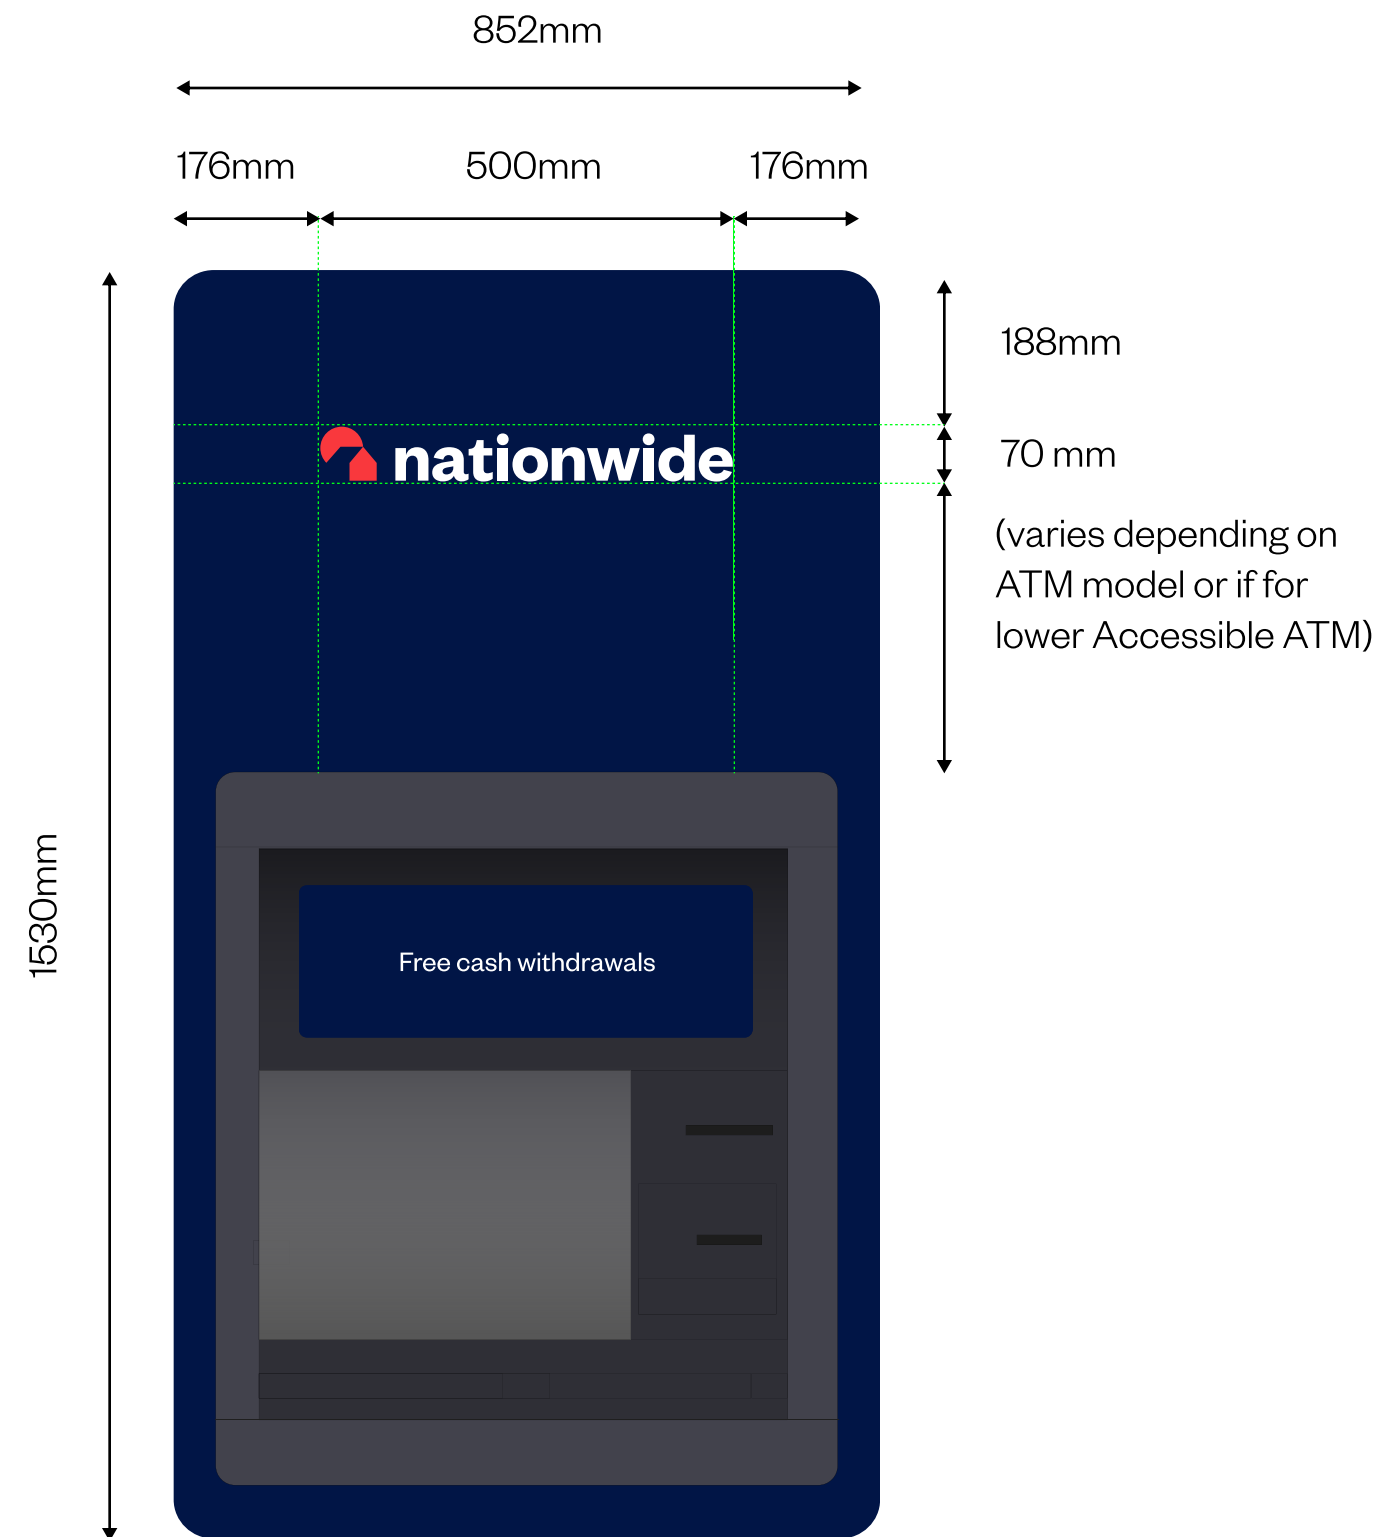 852mm
176mm
500mm
176mm
188mm
nationwide
70 mm
(varies depending on
ATM model or if for
lower Accessible ATM)
1530mm
Free cash withdrawals